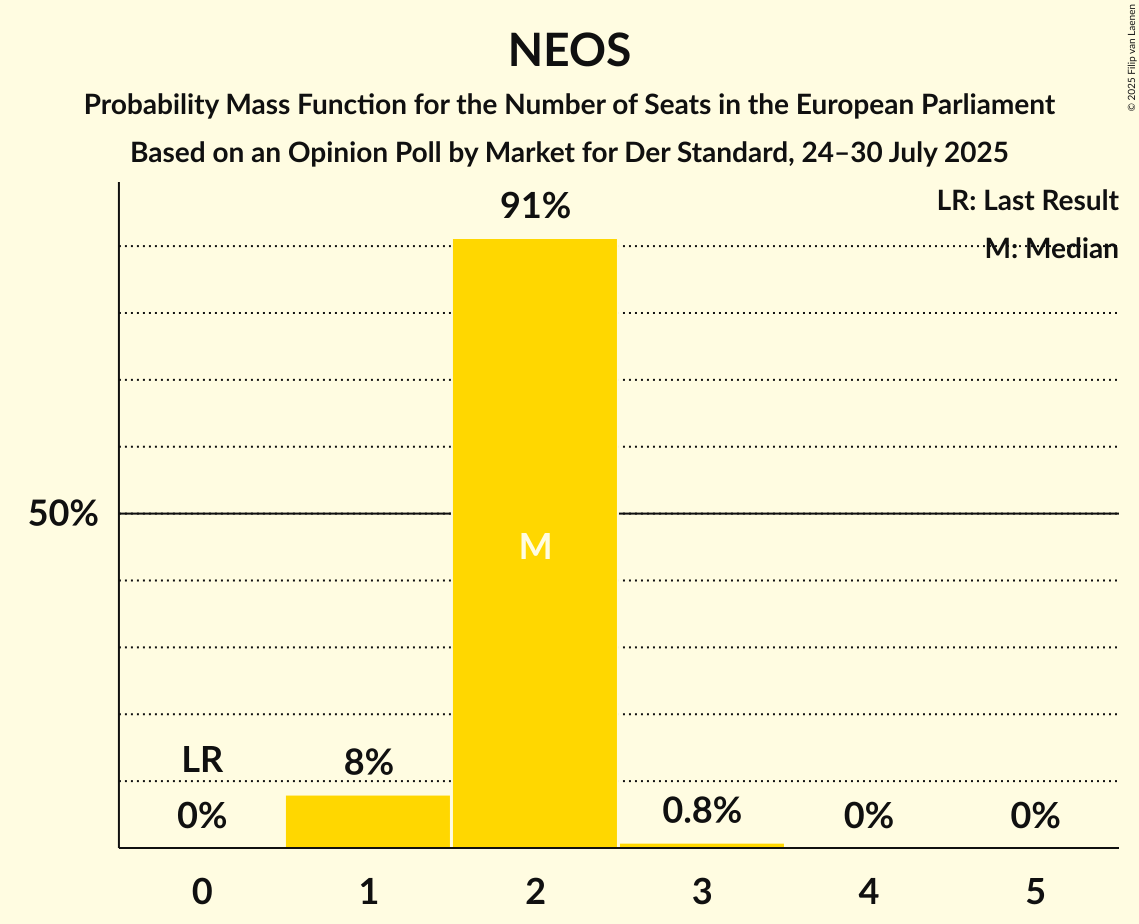 NEOS
Probability Mass Function for the Number of Seats in the European Parliament
Based on an Opinion Poll by Market for Der Standard, 24–30 July 2025
© 2025 Filip van Laenen
LR: Last Result
M: Median
91%
50%
M
LR
8%
0%
0.8%
0%
0%
0 1 2 3 4 5